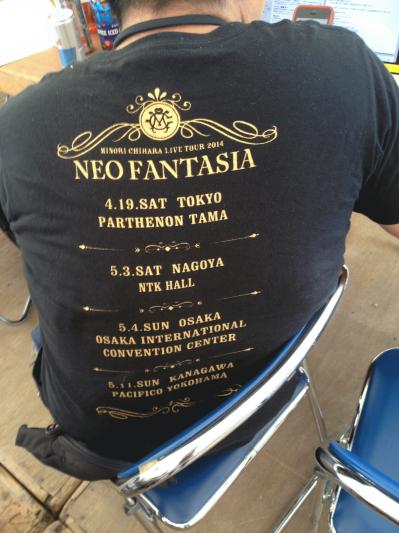 MINORI CHIHARA LIVE TOUR 2014
NEO FANTASIA
4.19.SAT TOKYO
PARTHENON TAMA
5.3.SAT NAGOYA
NTK HALL
5.4.SUN OSAKA
OSAKA INTERNATIONAL
CONVENTION CENTER
5.11.SUN KANAGAWA
PACIFICO YOKOHAMA